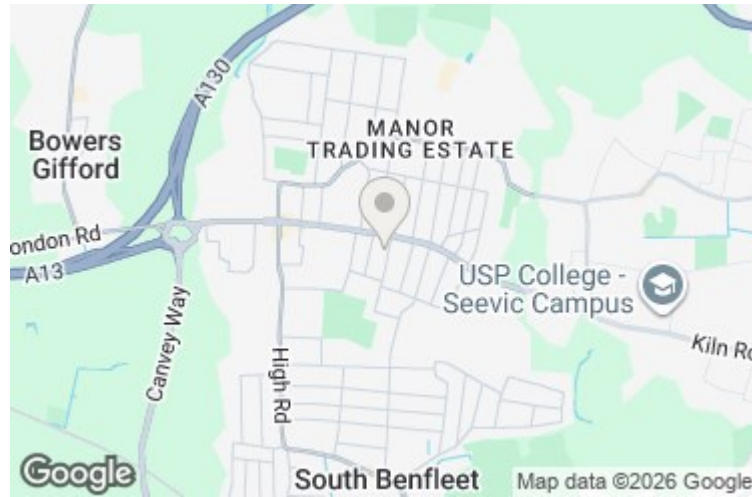 A130
MANOR
TRADING ESTATE
Bowers
Gifford
ondon Rd
A13
Canvey Way
High Rd
USP College -
Seevic Campus
Kiln Ro
South Benfleet
Google
Map data ©2026 Google